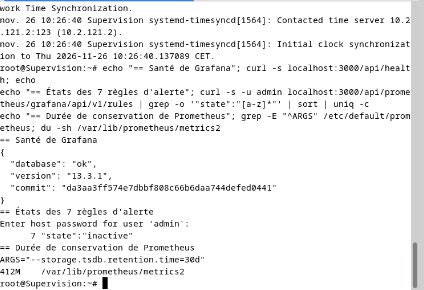 work Time Synchronization.
nov. 26 10:26:40 Supervision systemd-timesyncd[1564]: Contacted time server 10.2
.121.2:123 (10.2.121.2).
nov. 26 10:26:40 Supervision systemd-timesyncd[1564]: Initial clock synchronizat
ion to Thu 2026-11-26 10:26:40.137089 CET.
root@Supervision:~# echo "== Santé de Grafana"; curl -s localhost:3000/api/healt
h; echo
echo "== États des 7 règles d'alerte"; curl -s -u admin localhost:3000/api/prome
theus/grafana/api/v1/rules | grep -o '"state":"[a-z]*"' | sort | uniq -c
echo "== Durée de conservation de Prometheus"; grep -E "^ARGS" /etc/default/prom
etheus; du -sh /var/lib/prometheus/metrics2
== Santé de Grafana
{
"database": "ok",
"version": "13.3.1",
"commit": "da3aa3ff574e7dbbf808c66b6daa744defed0441"
}
== États des 7 règles d'alerte
Enter host password for user 'admin':
7 "state":"inactive"
== Durée de conservation de Prometheus
ARGS="--storage.tsdb.retention.time=30d"
412M /var/lib/prometheus/metrics2
root@Supervision:~#